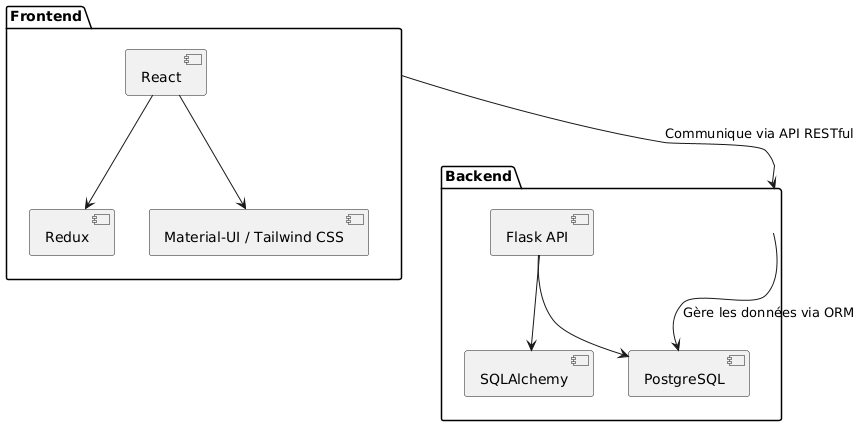 Frontend
React
Communique via API RESTful
Backend
Redux
Material-UI / Tailwind CSS
Flask API
Gère les données via ORM
SQLAlchemy
PostgreSQL